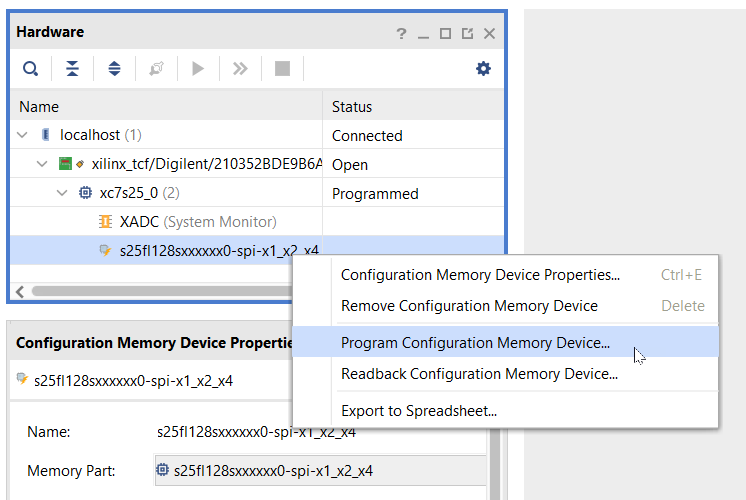 Hardware
Name Status
localhost (1) Connected
xilinx_tcf/Digilent/210352BDE9B6A Open
xc7s25_0 (2) Programmed
XADC (System Monitor)
s25fl128sxxxxxx0-spi-x1_x2_x4
Configuration Memory Device Properties... Ctrl+E
Remove Configuration Memory Device Delete
Program Configuration Memory Device...
Readback Configuration Memory Device...
Export to Spreadsheet...
Configuration Memory Device Propertie
s25fl128sxxxxxx0-spi-x1_x2_x4
Name: s25fl128sxxxxxx0-spi-x1_x2_x4
Memory Part: s25fl128sxxxxxx0-spi-x1_x2_x4